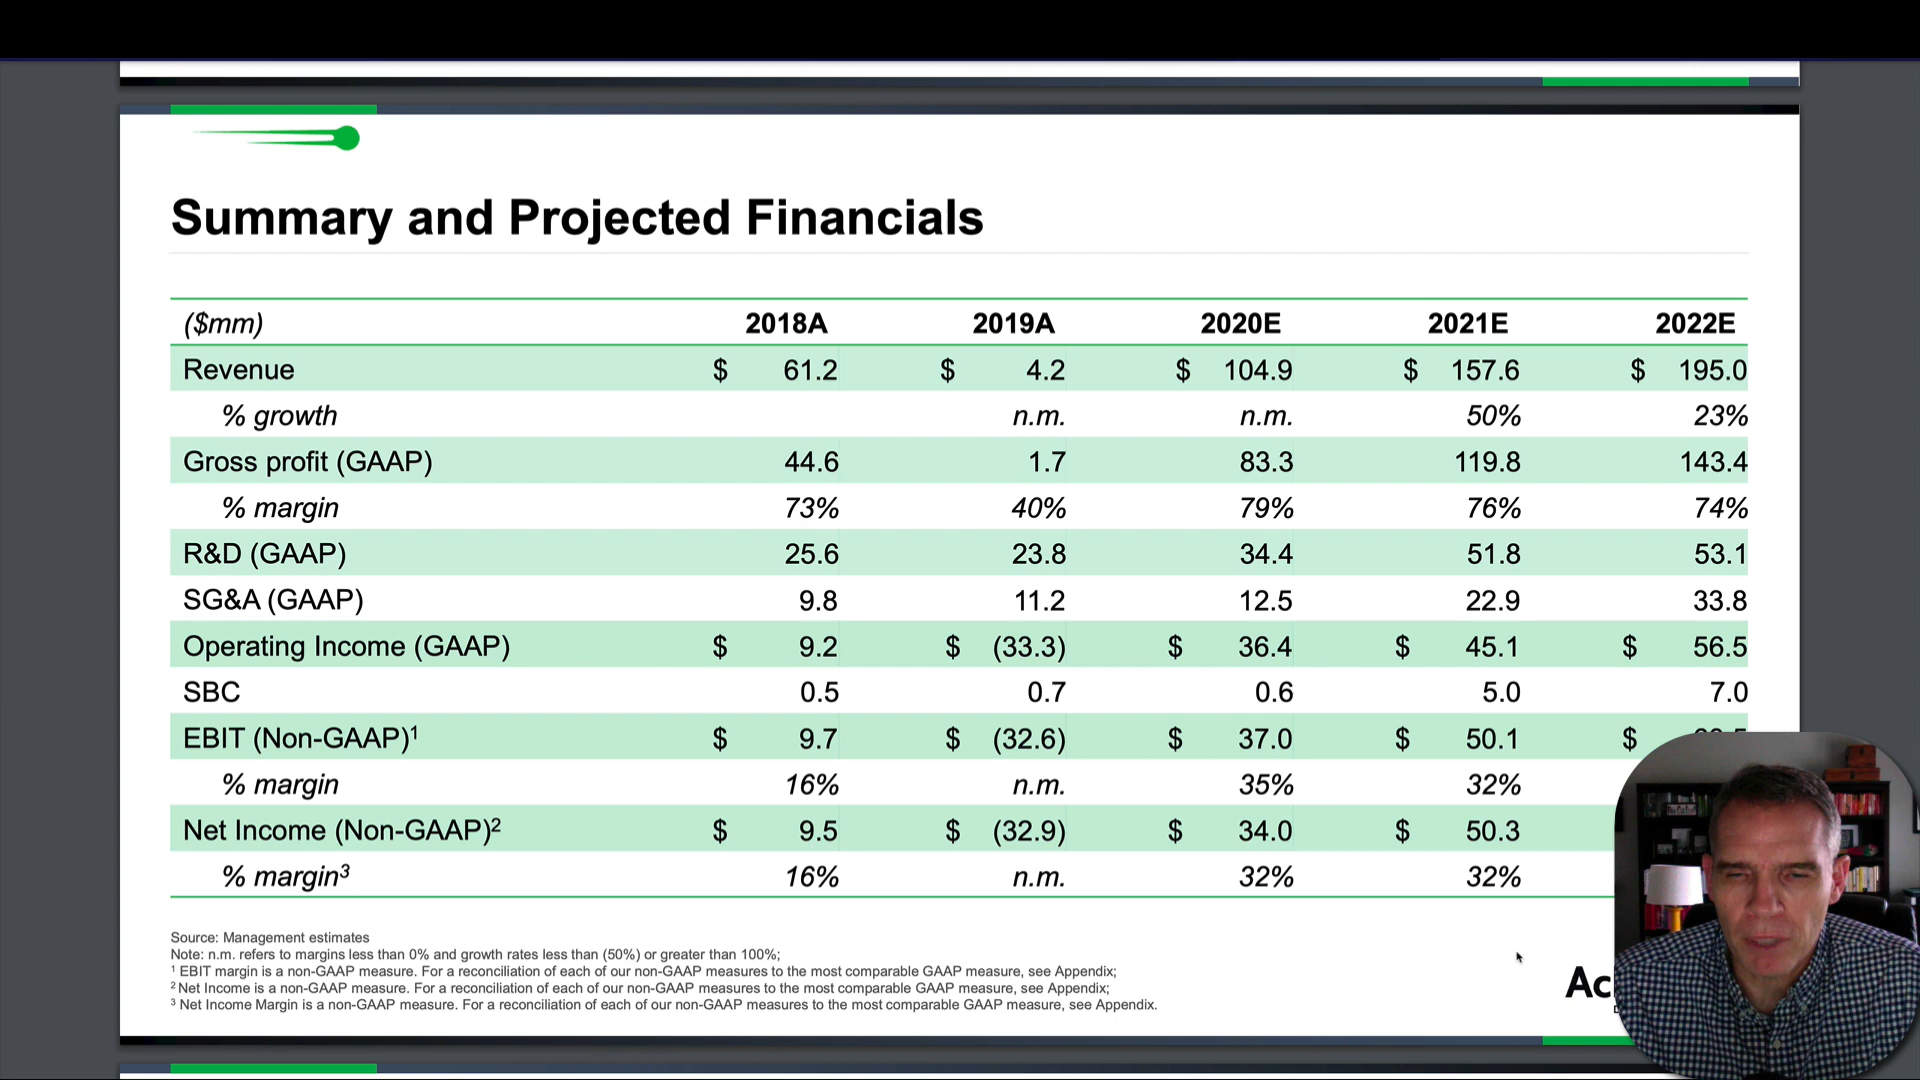 Summary and Projected Financials
($mm) 2018A 2019A 2020E 2021E 2022E
Revenue $ 61.2 $ 4.2 $ 104.9 $ 157.6 $ 195.0
% growth n.m. n.m. 50% 23%
Gross profit (GAAP) 44.6 1.7 83.3 119.8 143.4
% margin 73% 40% 79% 76% 74%
R&D (GAAP) 25.6 23.8 34.4 51.8 53.1
SG&A (GAAP) 9.8 11.2 12.5 22.9 33.8
Operating Income (GAAP) $ 9.2 $ (33.3) $ 36.4 $ 45.1 $ 56.5
SBC 0.5 0.7 0.6 5.0 7.0
EBIT (Non-GAAP)1 $ 9.7 $ (32.6) $ 37.0 $ 50.1 $
% margin 16% n.m. 35% 32%
Net Income (Non-GAAP)2 $ 9.5 $ (32.9) $ 34.0 $ 50.3
% margin3 16% n.m. 32% 32%
Source: Management estimates
Note: n.m. refers to margins less than 0% and growth rates less than (50%) or greater than 100%;
1 EBIT margin is a non-GAAP measure. For a reconciliation of each of our non-GAAP measures to the most comparable GAAP measure, see Appendix;
2 Net Income is a non-GAAP measure. For a reconciliation of each of our non-GAAP measures to the most comparable GAAP measure, see Appendix;
3 Net Income Margin is a non-GAAP measure. For a reconciliation of each of our non-GAAP measures to the most comparable GAAP measure, see Appendix.